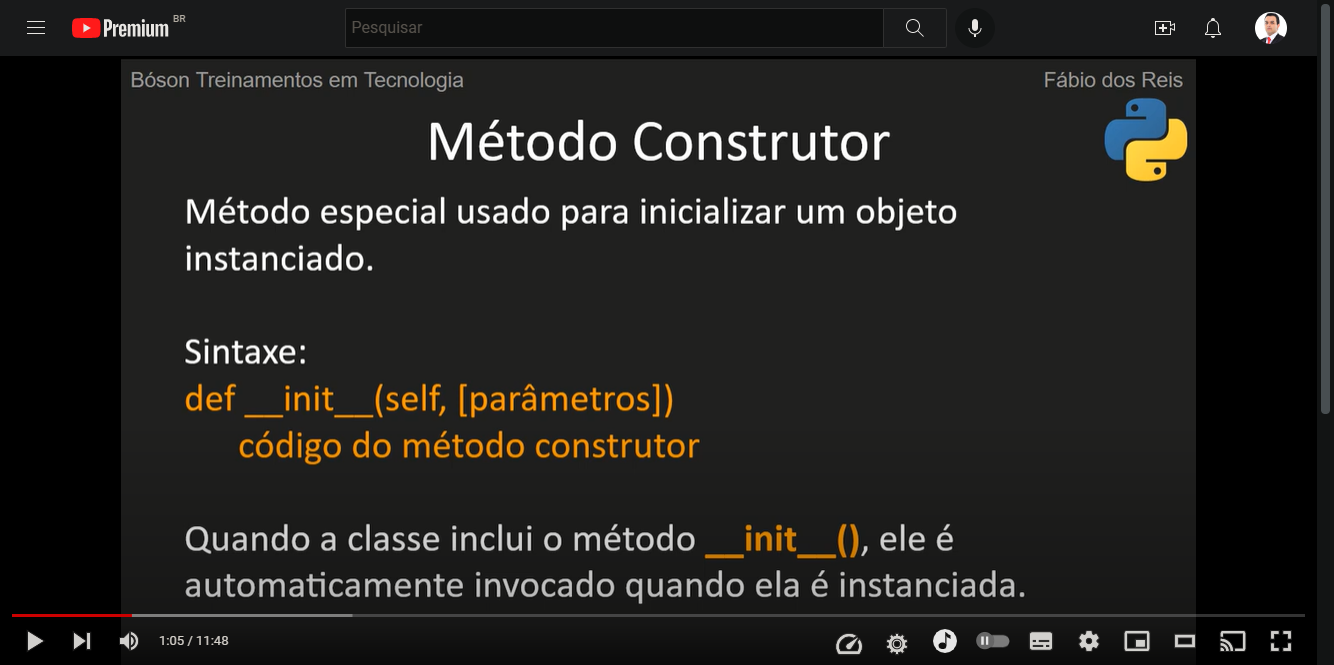 Premium BR
Pesquisar
Bóson Treinamentos em Tecnologia
Fábio dos Reis
Método Construtor
Método especial usado para inicializar um objeto
instanciado.
Sintaxe:
def __init__(self, [parâmetros])
código do método construtor
Quando a classe inclui o método __init__(), ele é
automaticamente invocado quando ela é instanciada.
1:05 / 11:48